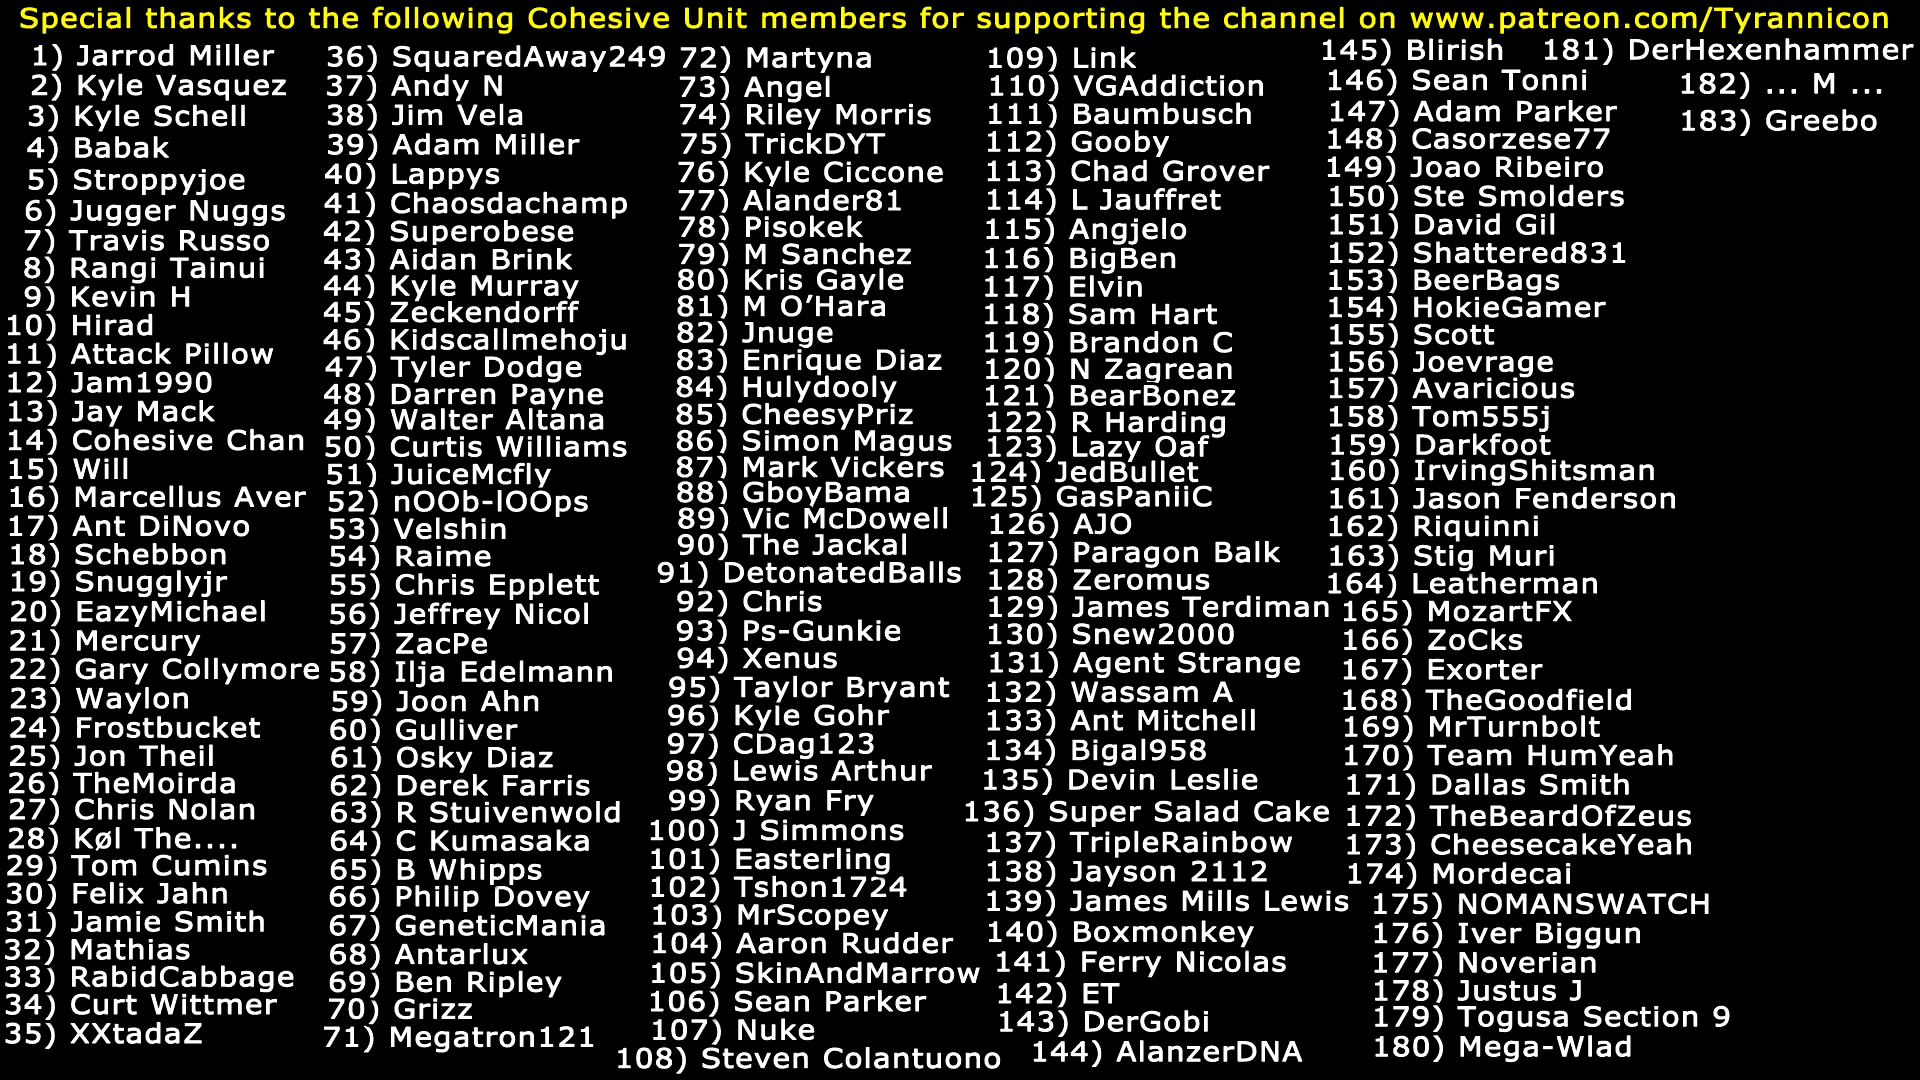 Special thanks to the following Cohesive Unit members for supporting the channel on www.patreon.com/Tyrannicon
1) Jarrod Miller
2) Kyle Vasquez
3) Kyle Schell
4) Babak
5) Stroppyjoe
6) Jugger Nuggs
7) Travis Russo
8) Rangi Tainui
9) Kevin H
10) Hirad
11) Attack Pillow
12) Jam1990
13) Jay Mack
14) Cohesive Chan
15) Will
16) Marcellus Aver
17) Ant DiNovo
18) Schebbon
19) Snugglyjr
20) EazyMichael
21) Mercury
22) Gary Collymore
23) Waylon
24) Frostbucket
25) Jon Theil
26) TheMoirda
27) Chris Nolan
28) Køl The....
29) Tom Cumins
30) Felix Jahn
31) Jamie Smith
32) Mathias
33) RabidCabbage
34) Curt Wittmer
35) XXtadaZ
36) SquaredAway249
37) Andy N
38) Jim Vela
39) Adam Miller
40) Lappys
41) Chaosdachamp
42) Superobese
43) Aidan Brink
44) Kyle Murray
45) Zeckendorff
46) Kidscallmehoju
47) Tyler Dodge
48) Darren Payne
49) Walter Altana
50) Curtis Williams
51) JuiceMcfly
52) nOOb-lOOps
53) Velshin
54) Raime
55) Chris Epplett
56) Jeffrey Nicol
57) ZacPe
58) Ilja Edelmann
59) Joon Ahn
60) Gulliver
61) Osky Diaz
62) Derek Farris
63) R Stuivenwold
64) C Kumasaka
65) B Whipps
66) Philip Dovey
67) GeneticMania
68) Antarlux
69) Ben Ripley
70) Grizz
71) Megatron121
72) Martyna
73) Angel
74) Riley Morris
75) TrickDYT
76) Kyle Ciccone
77) Alander81
78) Pisokek
79) M Sanchez
80) Kris Gayle
81) M O'Hara
82) Jnuge
83) Enrique Diaz
84) Hulydooly
85) CheesyPriz
86) Simon Magus
87) Mark Vickers
88) GboyBama
89) Vic McDowell
90) The Jackal
91) DetonatedBalls
92) Chris
93) Ps-Gunkie
94) Xenus
95) Taylor Bryant
96) Kyle Gohr
97) CDag123
98) Lewis Arthur
99) Ryan Fry
100) J Simmons
101) Easterling
102) Tshon1724
103) MrScopey
104) Aaron Rudder
105) SkinAndMarrow
106) Sean Parker
107) Nuke
108) Steven Colantuono
109) Link
110) VGAddiction
111) Baumbusch
112) Gooby
113) Chad Grover
114) L Jauffret
115) Angjelo
116) BigBen
117) Elvin
118) Sam Hart
119) Brandon C
120) N Zagrean
121) BearBonez
122) R Harding
123) Lazy Oaf
124) JedBullet
125) GasPaniiC
126) AJO
127) Paragon Balk
128) Zeromus
129) James Terdiman
130) Snew2000
131) Agent Strange
132) Wassam A
133) Ant Mitchell
134) Bigal958
135) Devin Leslie
136) Super Salad Cake
137) TripleRainbow
138) Jayson 2112
139) James Mills Lewis
140) Boxmonkey
141) Ferry Nicolas
142) ET
143) DerGobi
144) AlanzerDNA
145) Blirish
146) Sean Tonni
147) Adam Parker
148) Casorzese77
149) Joao Ribeiro
150) Ste Smolders
151) David Gil
152) Shattered831
153) BeerBags
154) HokieGamer
155) Scott
156) Joevrage
157) Avaricious
158) Tom555j
159) Darkfoot
160) IrvingShitsman
161) Jason Fenderson
162) Riquinni
163) Stig Muri
164) Leatherman
165) MozartFX
166) ZoCks
167) Exorter
168) TheGoodfield
169) MrTurnbolt
170) Team HumYeah
171) Dallas Smith
172) TheBeardOfZeus
173) CheesecakeYeah
174) Mordecai
175) NOMANSWATCH
176) Iver Biggun
177) Noverian
178) Justus J
179) Togusa Section 9
180) Mega-Wlad
181) DerHexenhammer
182) ... M ...
183) Greebo